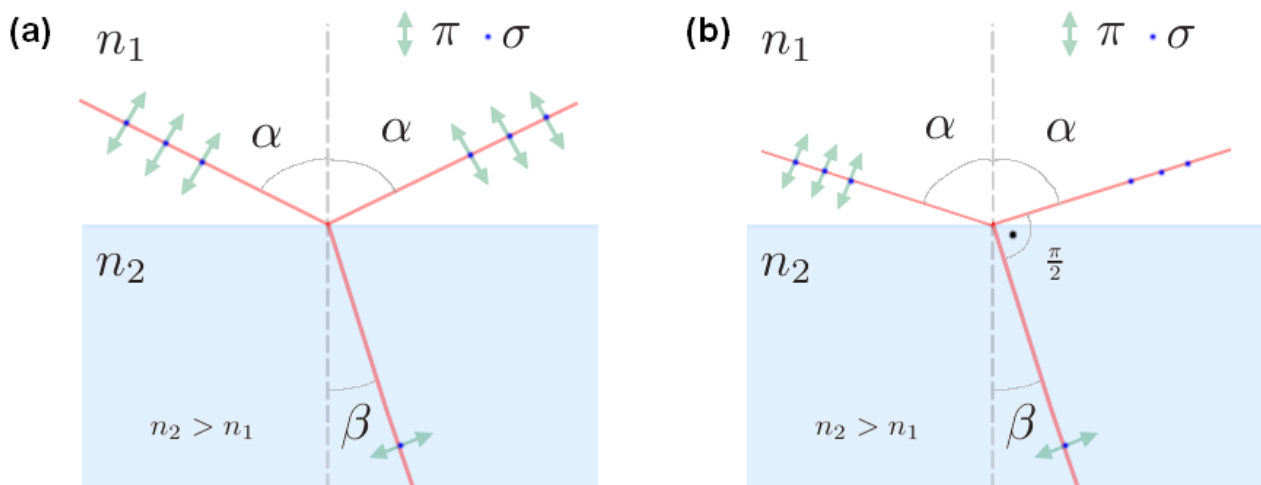 (a)
n₁
π σ
α α
n₂
n₂ > n₁
β
(b)
n₁
π σ
α α
n₂
π/2
n₂ > n₁
β